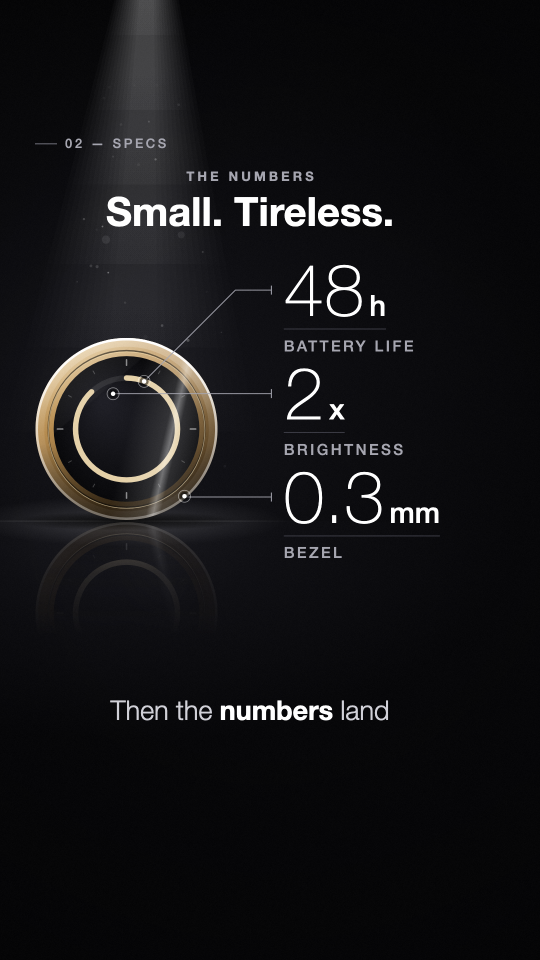 02 — SPECS
THE NUMBERS
Small. Tireless.
48h
BATTERY LIFE
2x
BRIGHTNESS
0.3mm
BEZEL
Then the numbers land